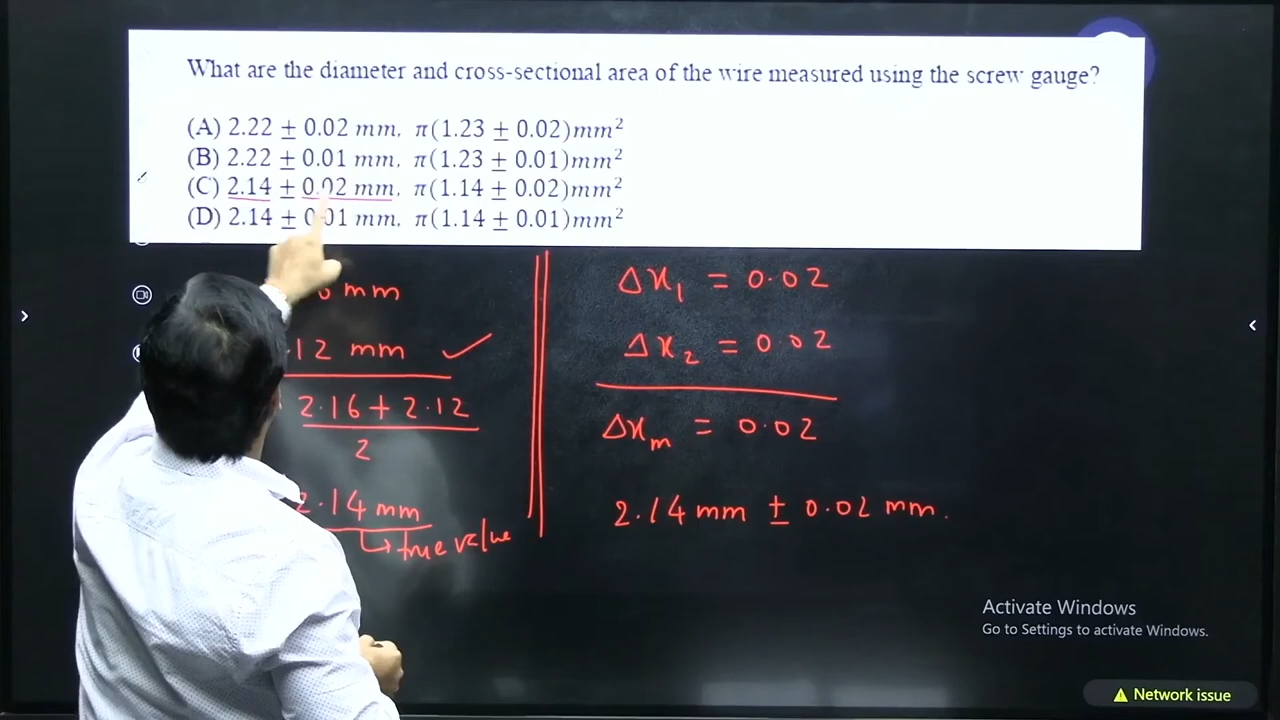 What are the diameter and cross-sectional area of the wire measured using the screw gauge?
(A) 2.22 ± 0.02 mm, π(1.23 ± 0.02)mm²
(B) 2.22 ± 0.01 mm, π(1.23 ± 0.01)mm²
(C) 2.14 ± 0.02 mm, π(1.14 ± 0.02)mm²
(D) 2.14 ± 0.01 mm, π(1.14 ± 0.01)mm²
mm
.12 mm ✓
2.16 + 2.12
2
2.14 mm
↳ true value
Δx₁ = 0.02
Δx₂ = 0.02
Δxₘ = 0.02
2.14 mm ± 0.02 mm.
Activate Windows
Go to Settings to activate Windows.
Network issue